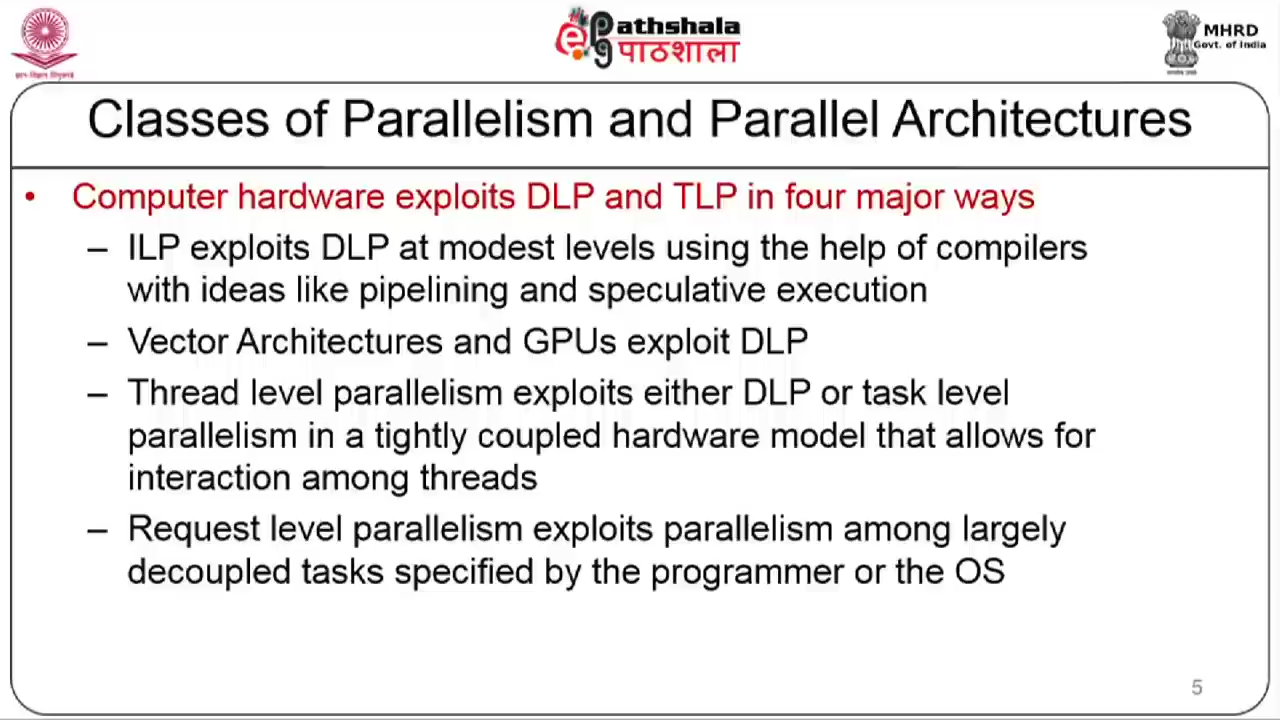 ePathshala
पाठशाला
MHRD
Govt. of India
Classes of Parallelism and Parallel Architectures
• Computer hardware exploits DLP and TLP in four major ways
– ILP exploits DLP at modest levels using the help of compilers
with ideas like pipelining and speculative execution
– Vector Architectures and GPUs exploit DLP
– Thread level parallelism exploits either DLP or task level
parallelism in a tightly coupled hardware model that allows for
interaction among threads
– Request level parallelism exploits parallelism among largely
decoupled tasks specified by the programmer or the OS
5